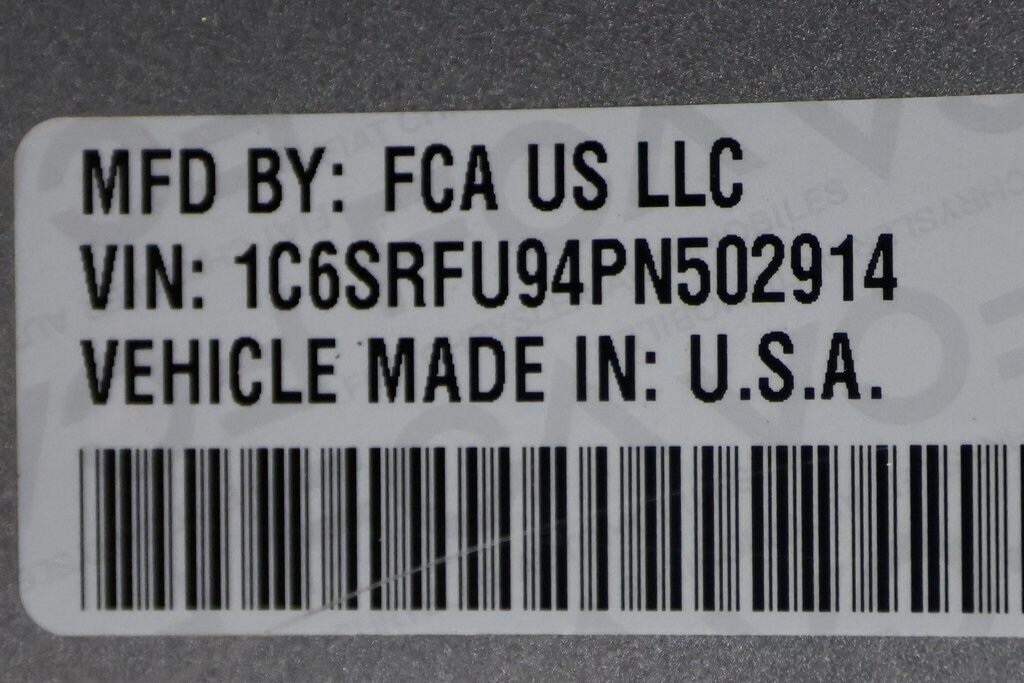 MFD BY: FCA US LLC
VIN: 1C6SRFU94PN502914
VEHICLE MADE IN: U.S.A.